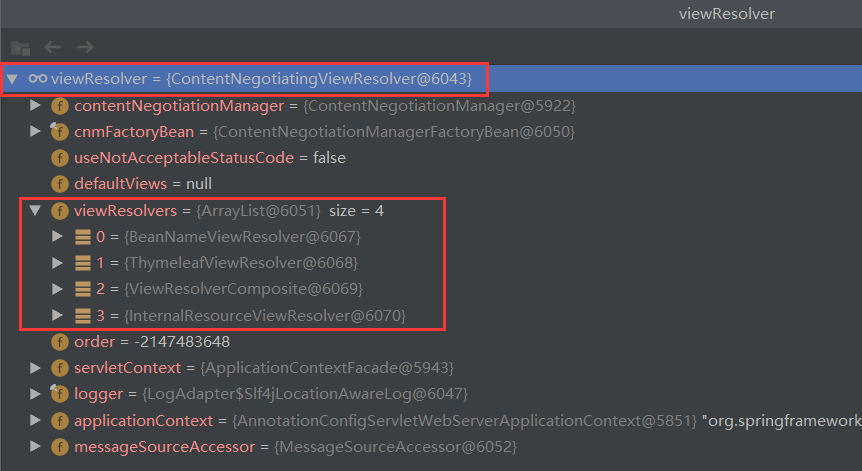 viewResolver
viewResolver = {ContentNegotiatingViewResolver@6043}
f contentNegotiationManager = {ContentNegotiationManager@5922}
f cnmFactoryBean = {ContentNegotiationManagerFactoryBean@6050}
f useNotAcceptableStatusCode = false
f defaultViews = null
f viewResolvers = {ArrayList@6051} size = 4
0 = {BeanNameViewResolver@6067}
1 = {ThymeleafViewResolver@6068}
2 = {ViewResolverComposite@6069}
3 = {InternalResourceViewResolver@6070}
f order = -2147483648
f servletContext = {ApplicationContextFacade@5943}
f logger = {LogAdapter$Slf4jLocationAwareLog@6047}
f applicationContext = {AnnotationConfigServletWebServerApplicationContext@5851} "org.springframework
f messageSourceAccessor = {MessageSourceAccessor@6052}